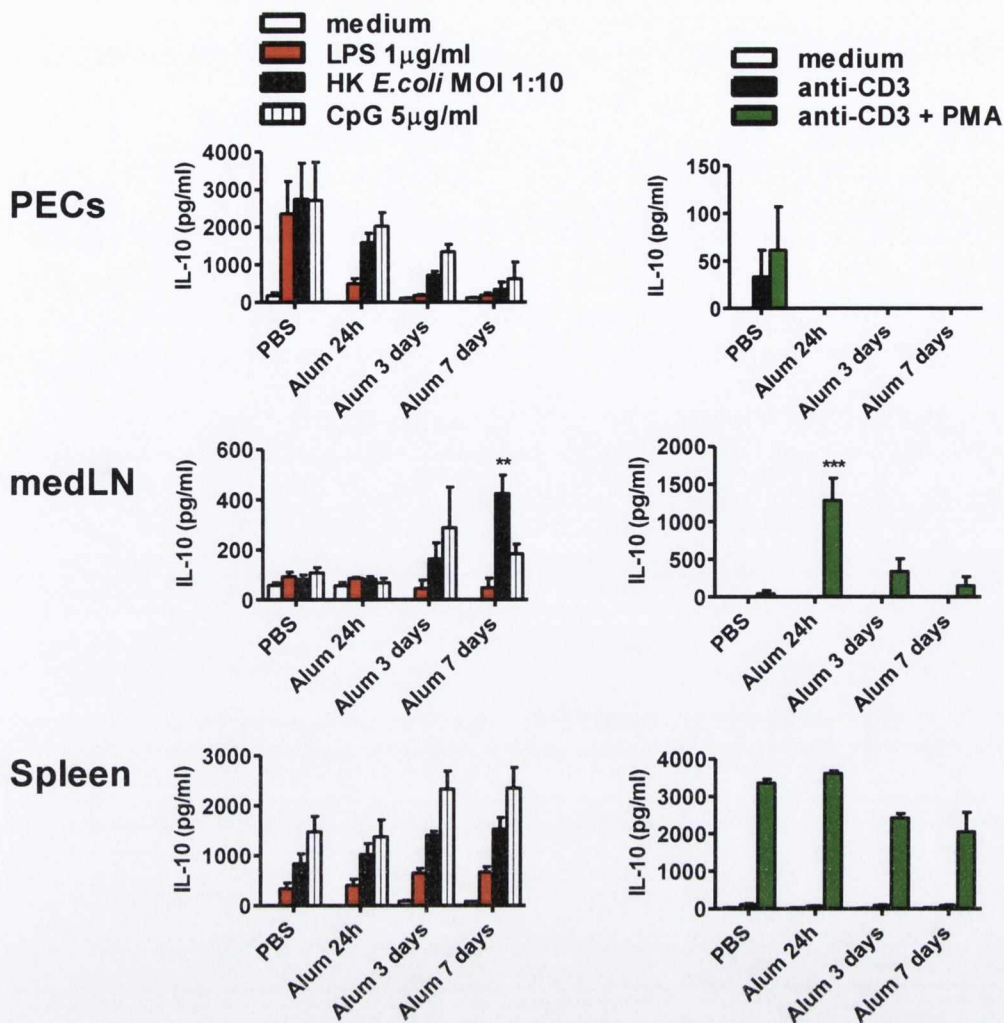 medium
LPS 1µg/ml
HK E.coli MOI 1:10
CpG 5µg/ml
medium
anti-CD3
anti-CD3 + PMA
PECs
IL-10 (pg/ml)
4000
3000
2000
1000
0
PBS
Alum 24h
Alum 3 days
Alum 7 days
IL-10 (pg/ml)
150
100
50
0
PBS
Alum 24h
Alum 3 days
Alum 7 days
medLN
IL-10 (pg/ml)
600
400
200
0
**
PBS
Alum 24h
Alum 3 days
Alum 7 days
IL-10 (pg/ml)
2000
1500
1000
500
0
***
PBS
Alum 24h
Alum 3 days
Alum 7 days
Spleen
IL-10 (pg/ml)
3000
2000
1000
0
PBS
Alum 24h
Alum 3 days
Alum 7 days
IL-10 (pg/ml)
4000
3000
2000
1000
0
PBS
Alum 24h
Alum 3 days
Alum 7 days